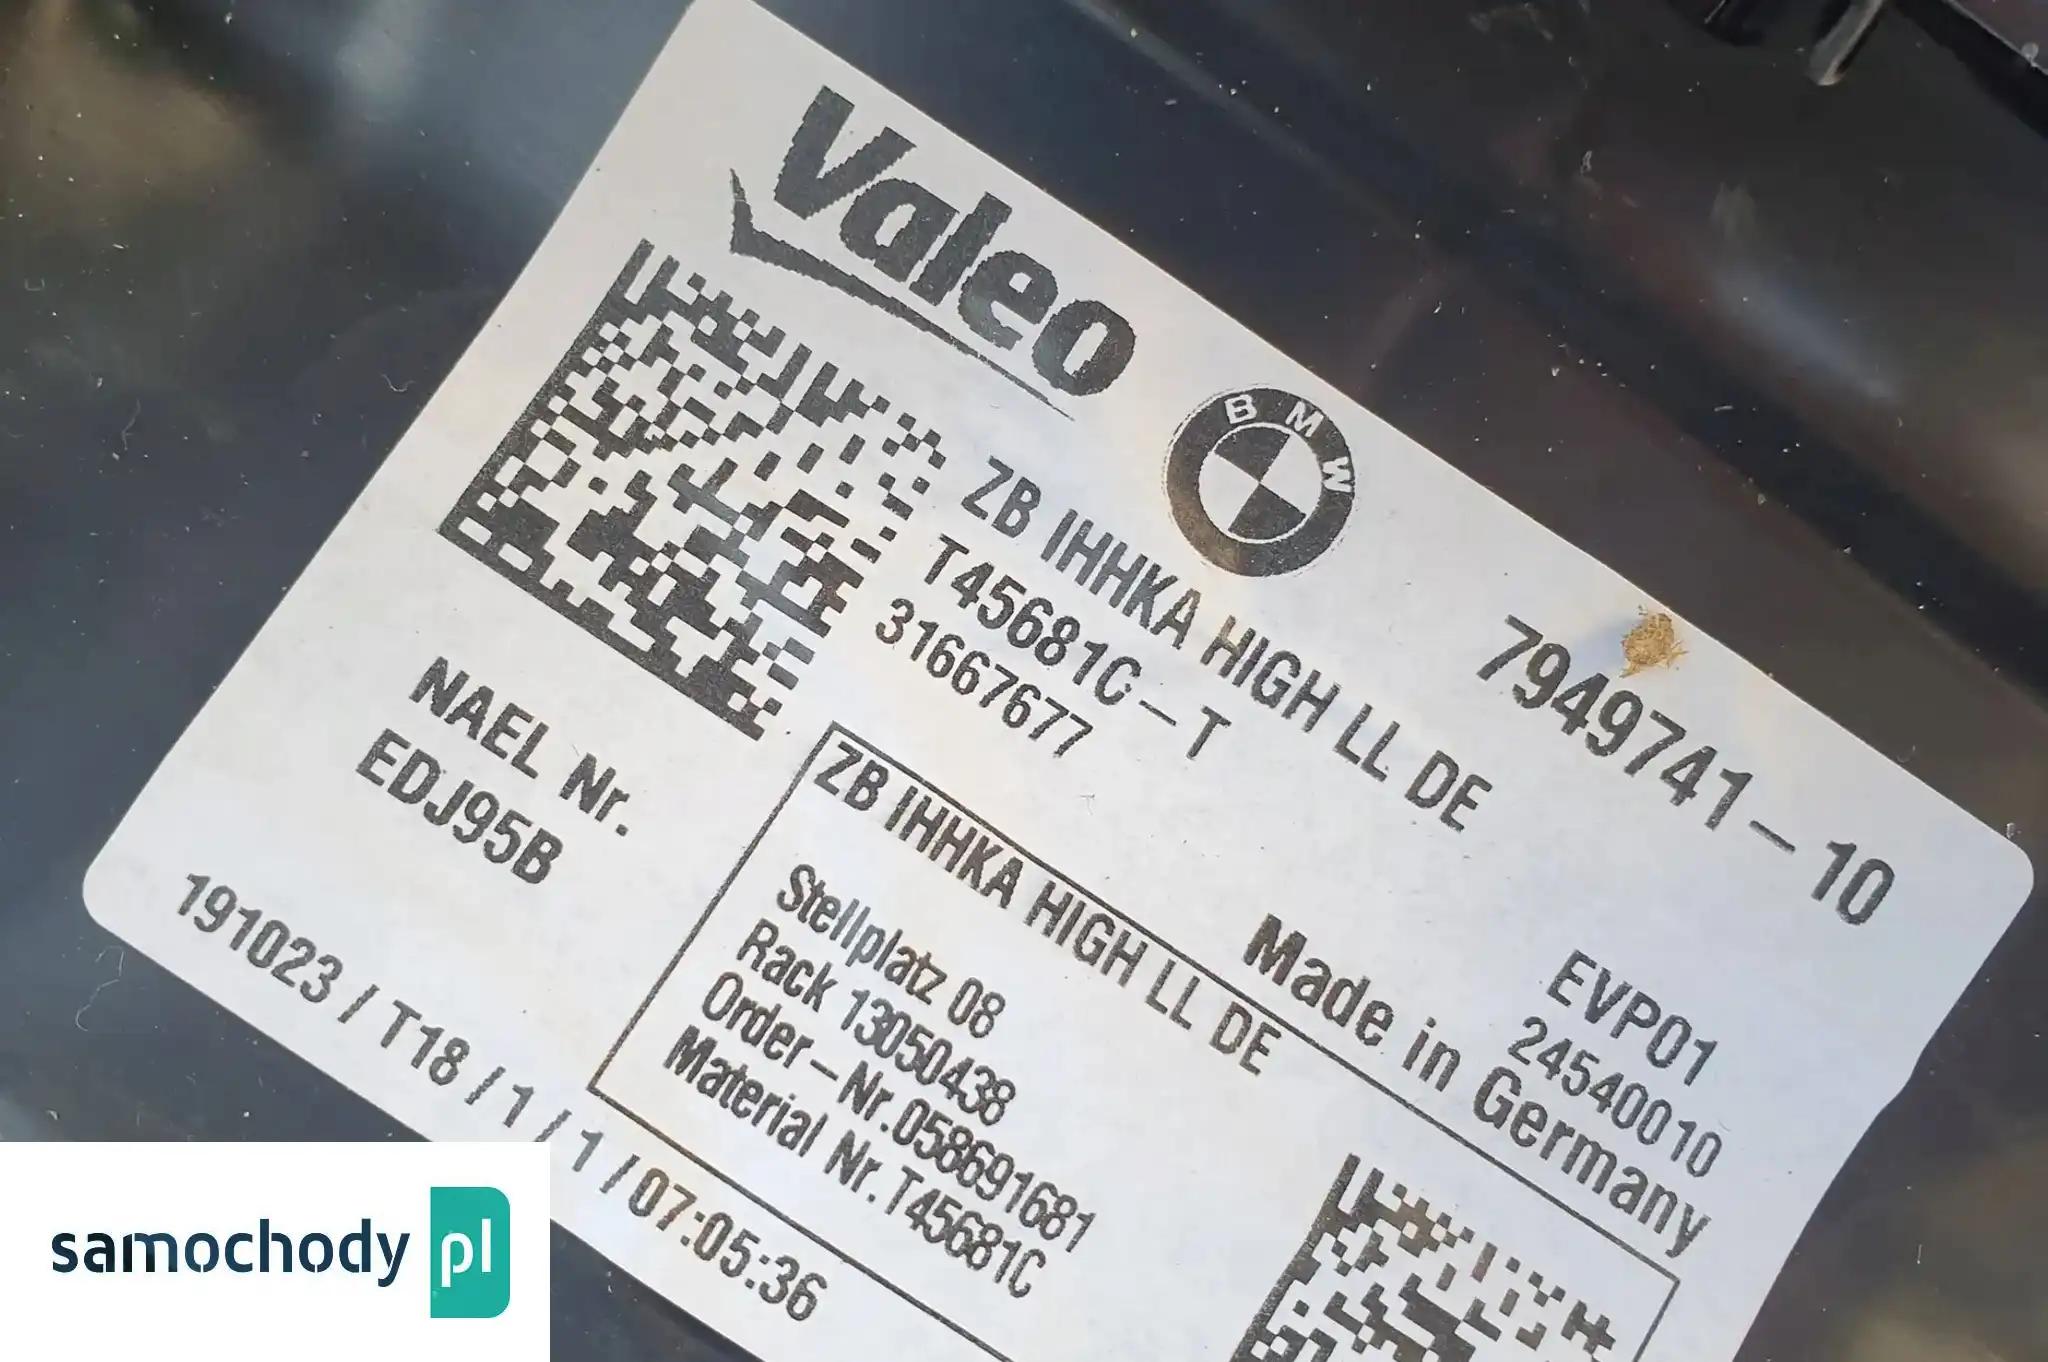 Valeo
BMW
7949741-10
ZB IHHKA HIGH LL DE
T45681C-T
31667677
EVP01
24540010
Made in Germany
NAEL Nr.
EDJ95B
ZB IHHKA HIGH LL DE
Stellplatz 08
Rack 13050438
Order-Nr.058691681
Material Nr.T45681C
191023 / T18 / 1 / 1 / 07:05:36
samochody pl